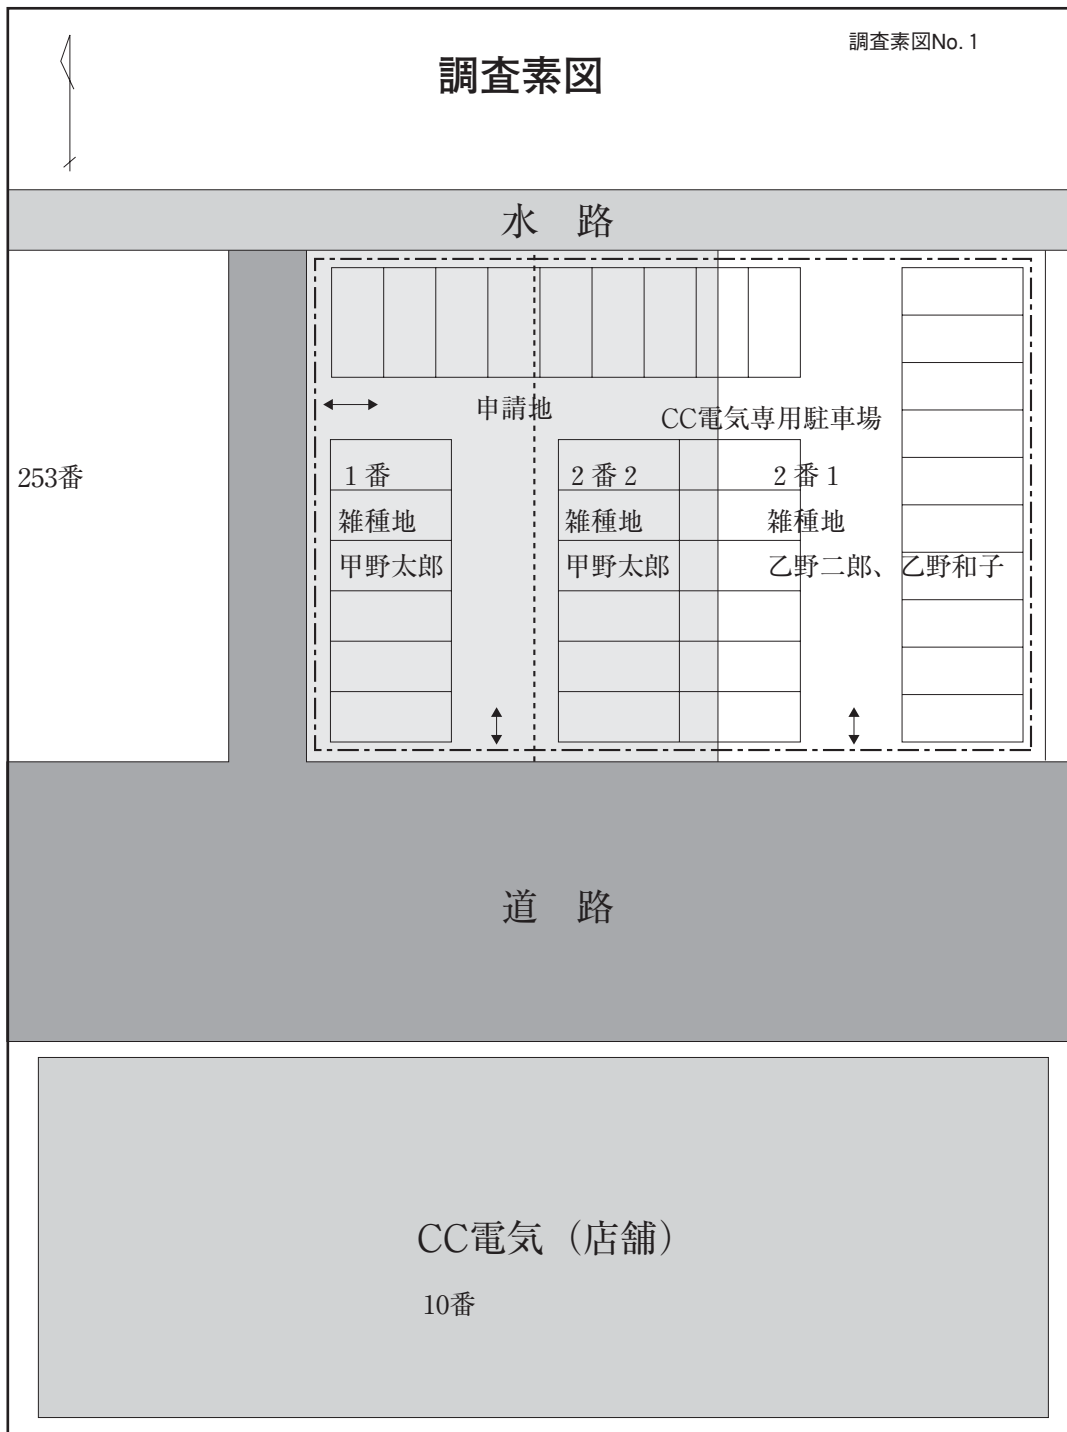 調査素図No. 1
調査素図
水　路
申請地
CC電気専用駐車場
253番
1番
2番2
2番1
雑種地
雑種地
雑種地
甲野太郎
甲野太郎
乙野二郎、乙野和子
道　路
CC電気（店舗）
10番